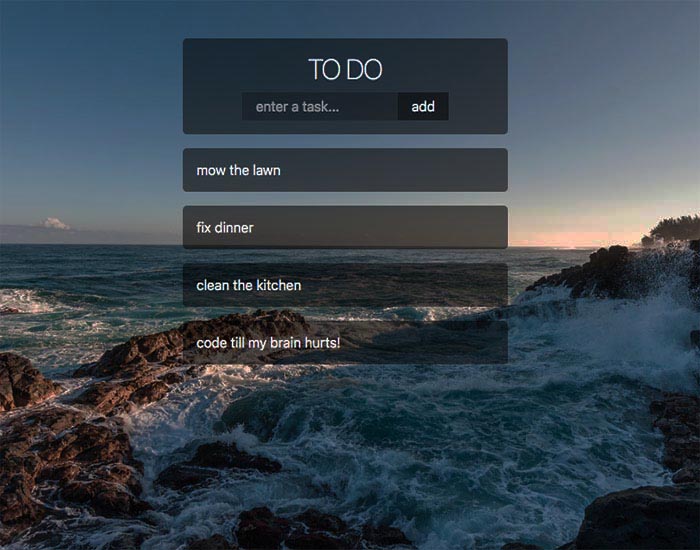 TO DO
enter a task... add
mow the lawn
fix dinner
clean the kitchen
code till my brain hurts!